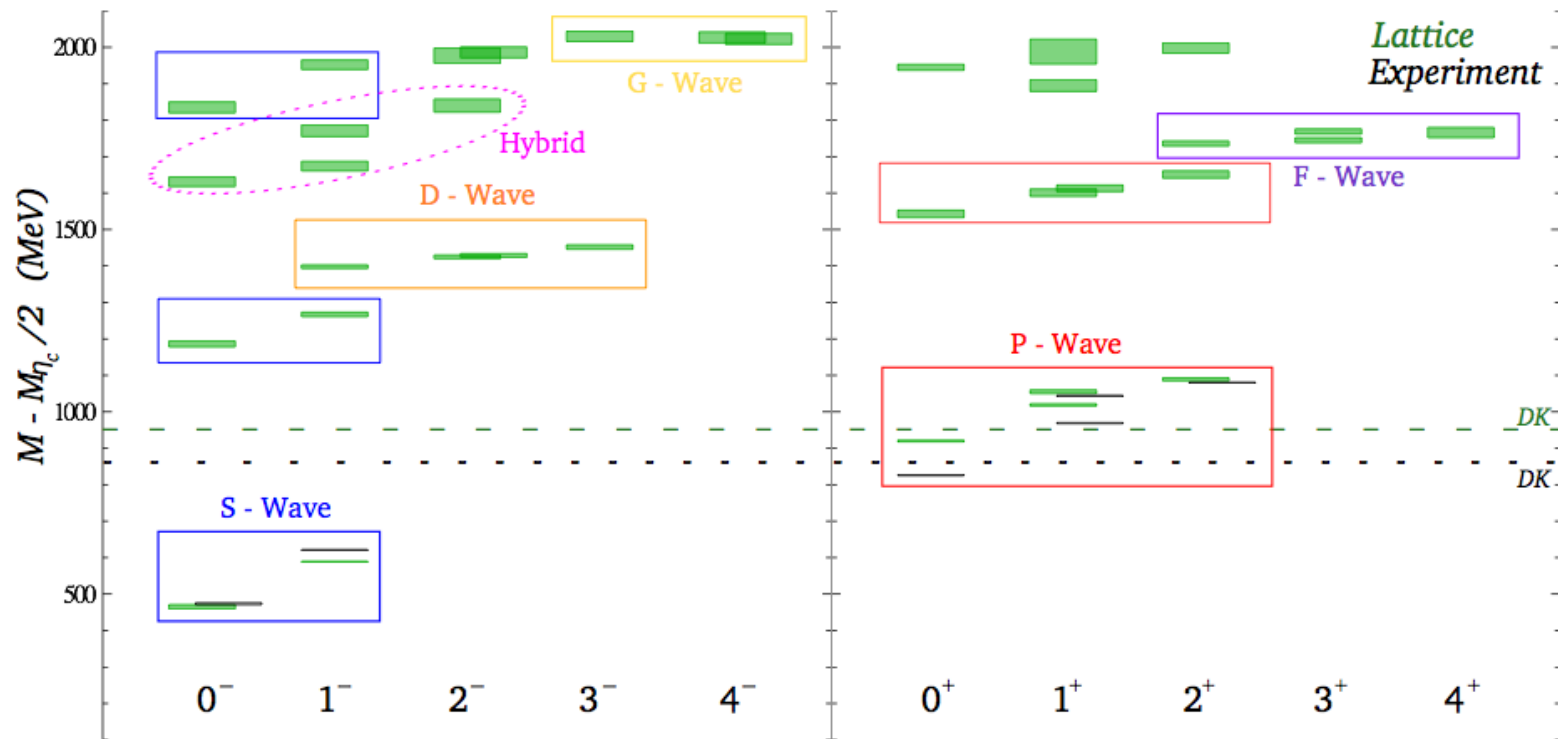 M - M_{η_c}/2 (MeV)
2000
1500
1000
500
G - Wave
Hybrid
D - Wave
S - Wave
0⁻ 1⁻ 2⁻ 3⁻ 4⁻
Lattice
Experiment
F - Wave
P - Wave
DK
DK
0⁺ 1⁺ 2⁺ 3⁺ 4⁺